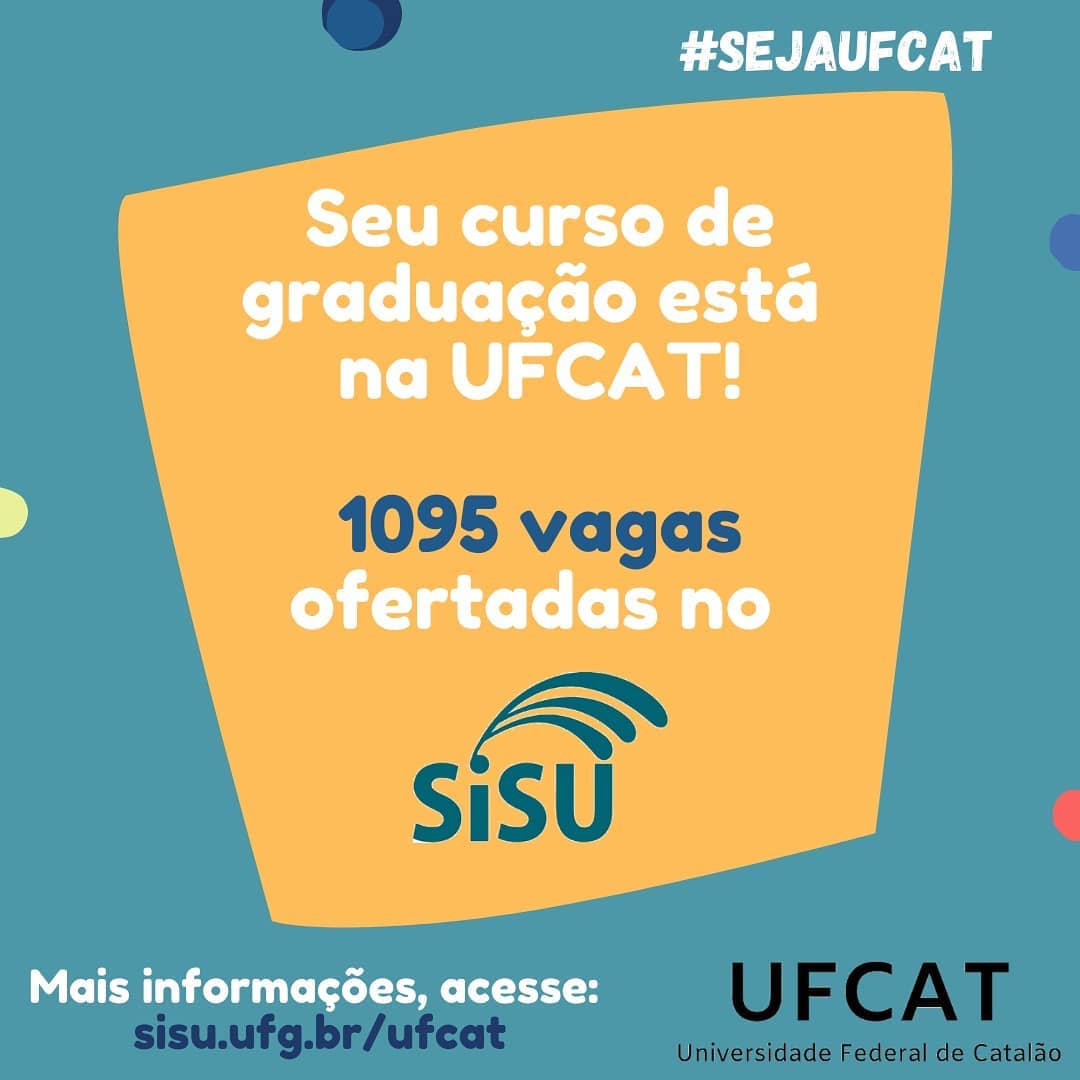 #SEJAUFCAT
Seu curso de
graduação está
na UFCAT!
1095 vagas
ofertadas no
SiSU
Mais informações, acesse:
sisu.ufg.br/ufcat
UFCAT
Universidade Federal de Catalão